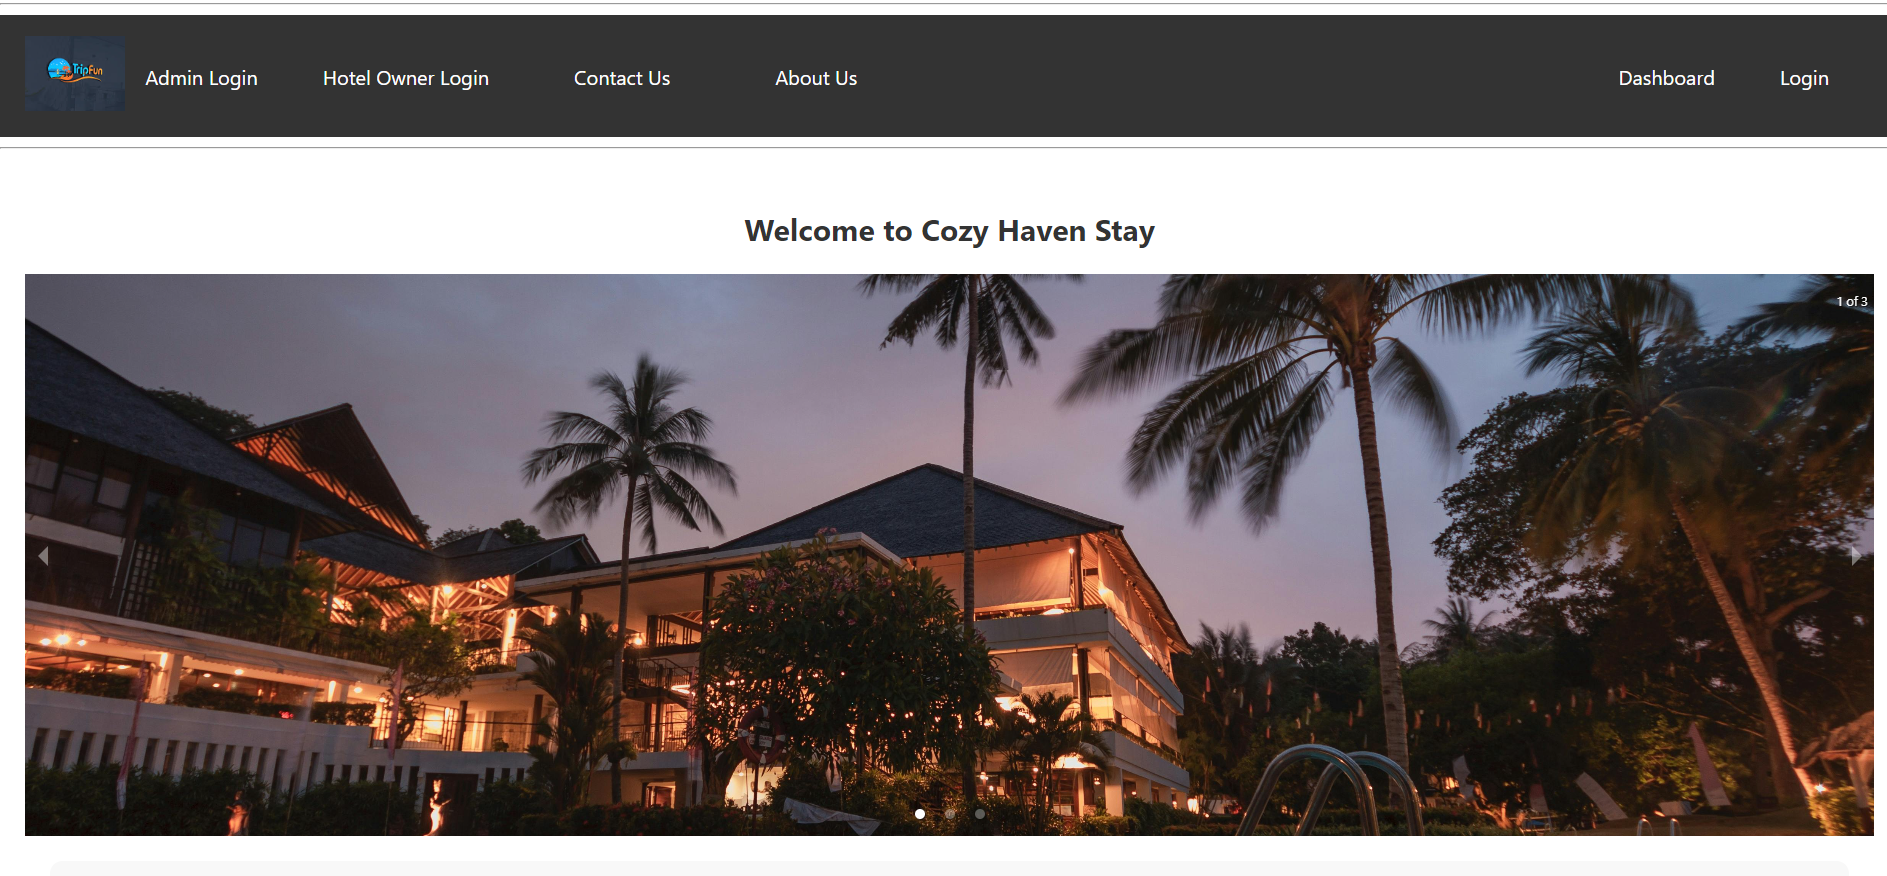 TripFun
Admin Login
Hotel Owner Login
Contact Us
About Us
Dashboard
Login
Welcome to Cozy Haven Stay
1 of 3